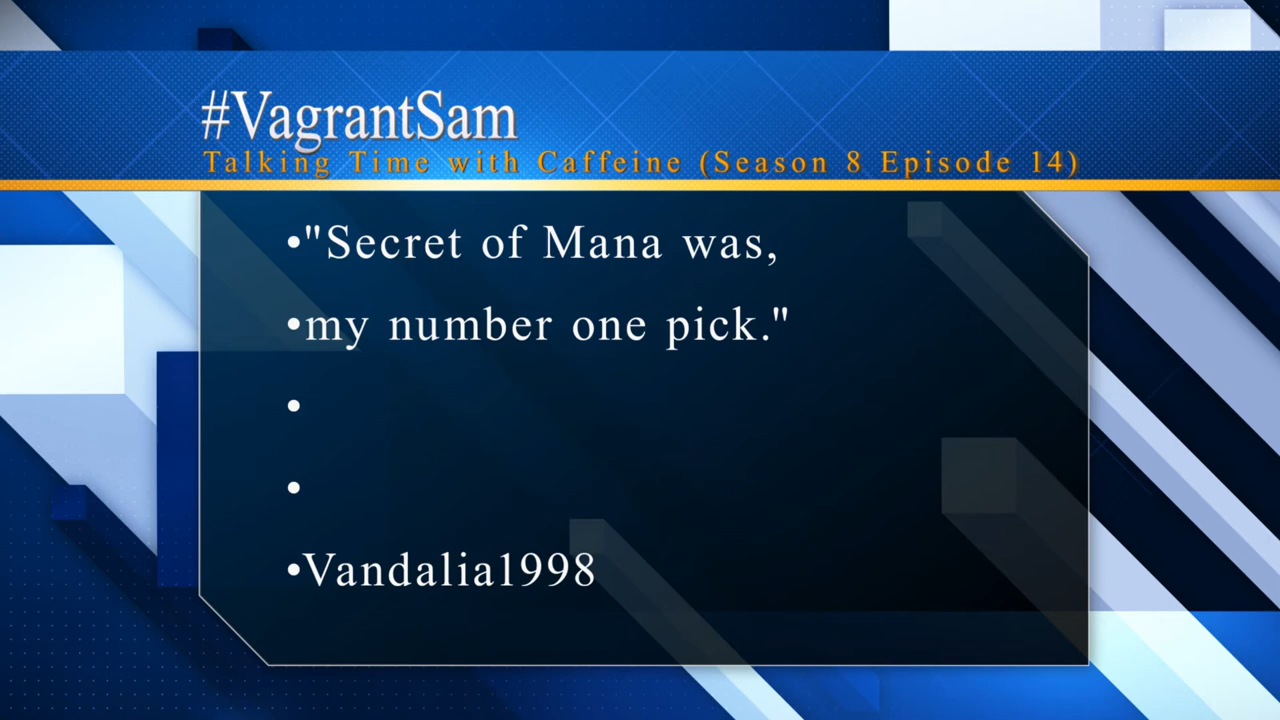 #VagrantSam
Talking Time with Caffeine (Season 8 Episode 14)
•"Secret of Mana was,
•my number one pick."
•
•
•Vandalia1998